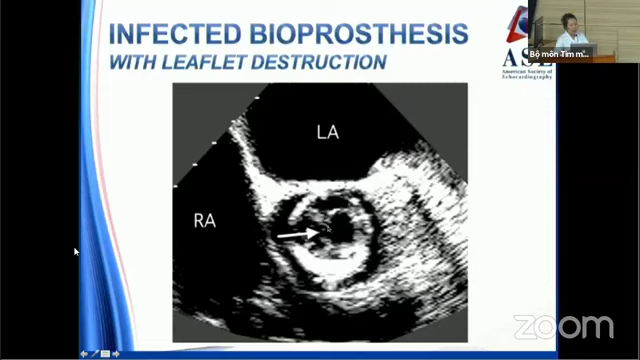 INFECTED BIOPROSTHESIS
WITH LEAFLET DESTRUCTION
ASE
American Society of
Echocardiography
Bộ môn Tim m...
LA
RA
zoom